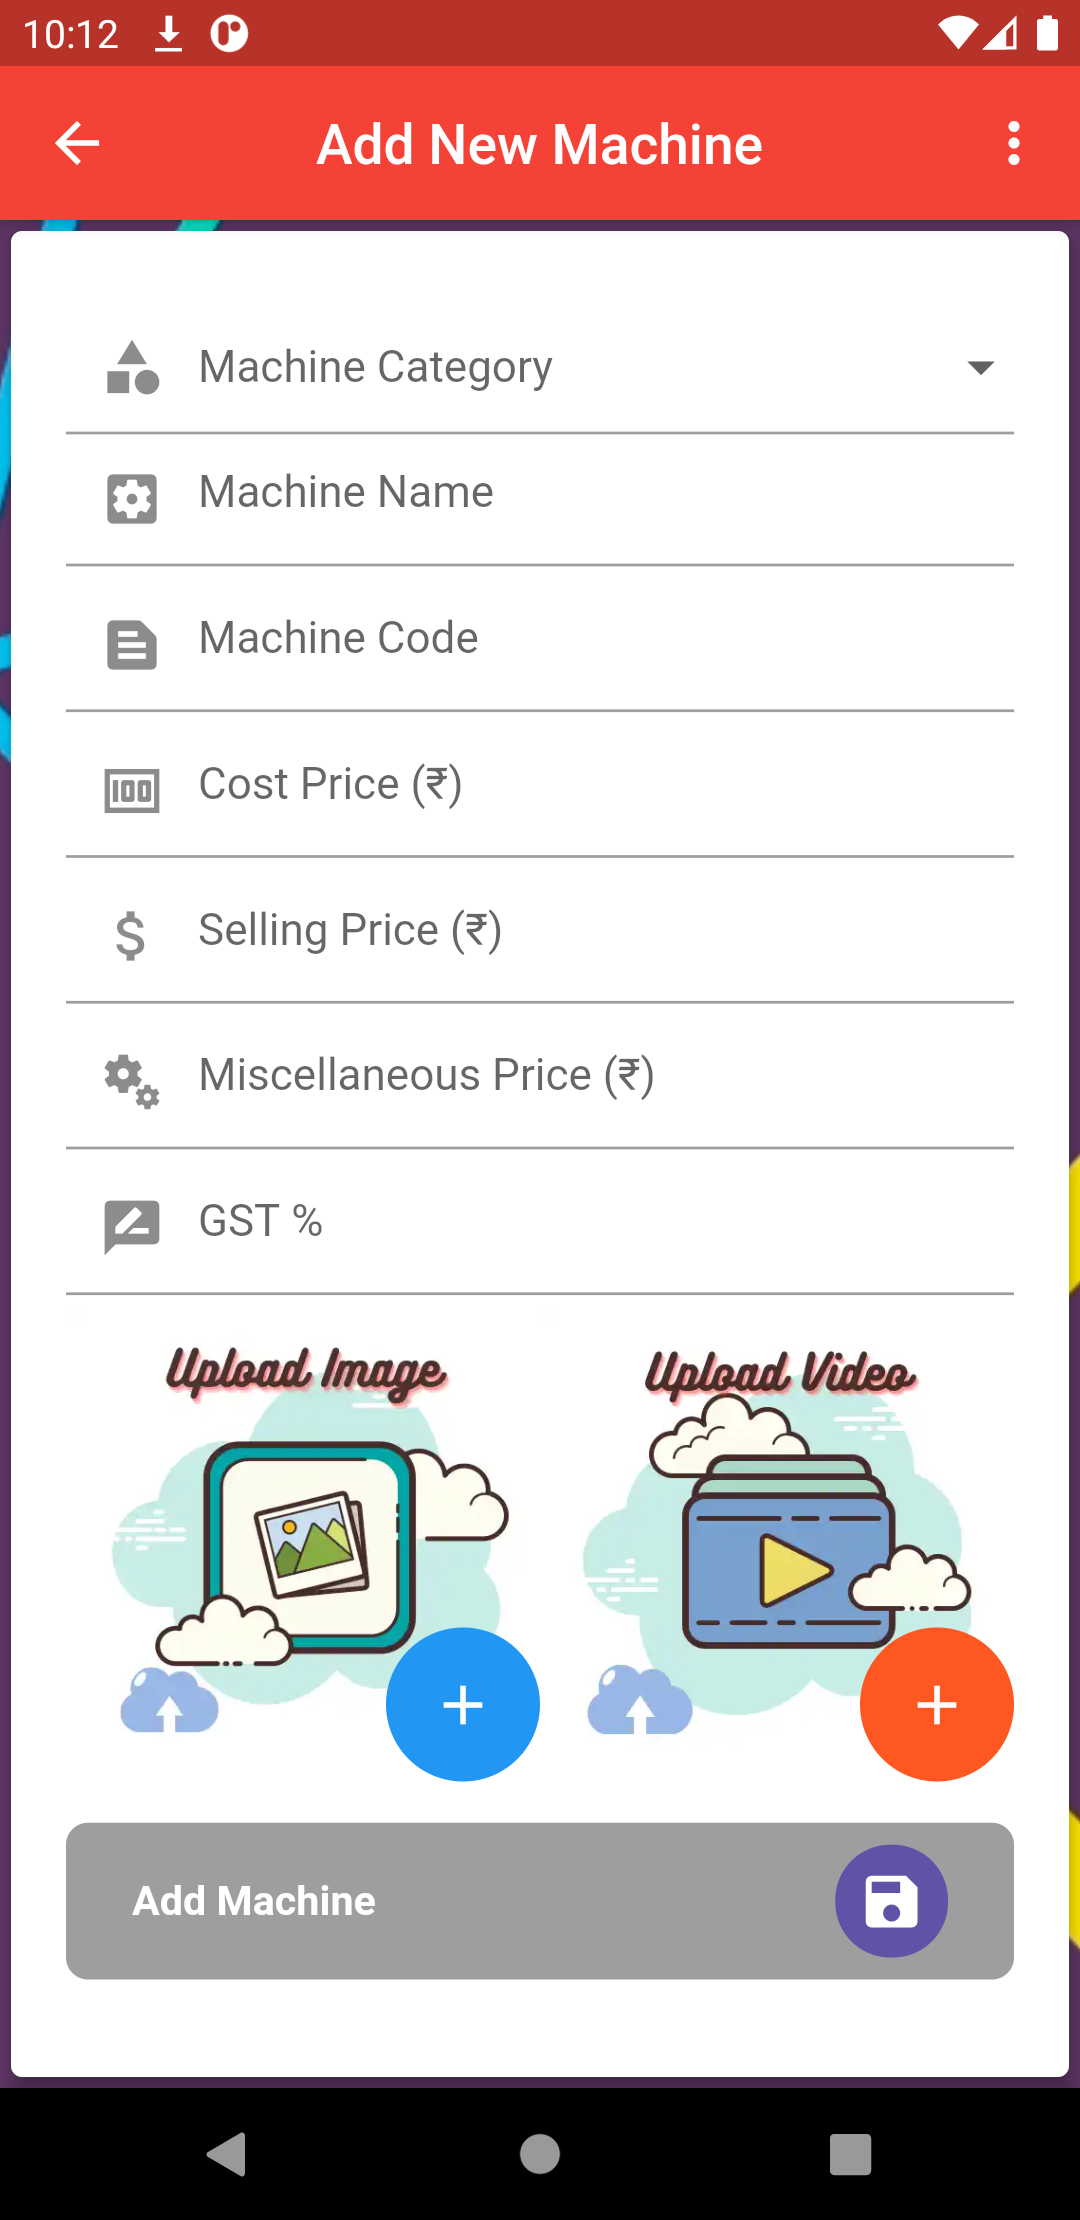 10:12
Add New Machine
Machine Category
Machine Name
Machine Code
100 Cost Price (₹)
$ Selling Price (₹)
Miscellaneous Price (₹)
GST %
Upload Image Upload Video
Add Machine